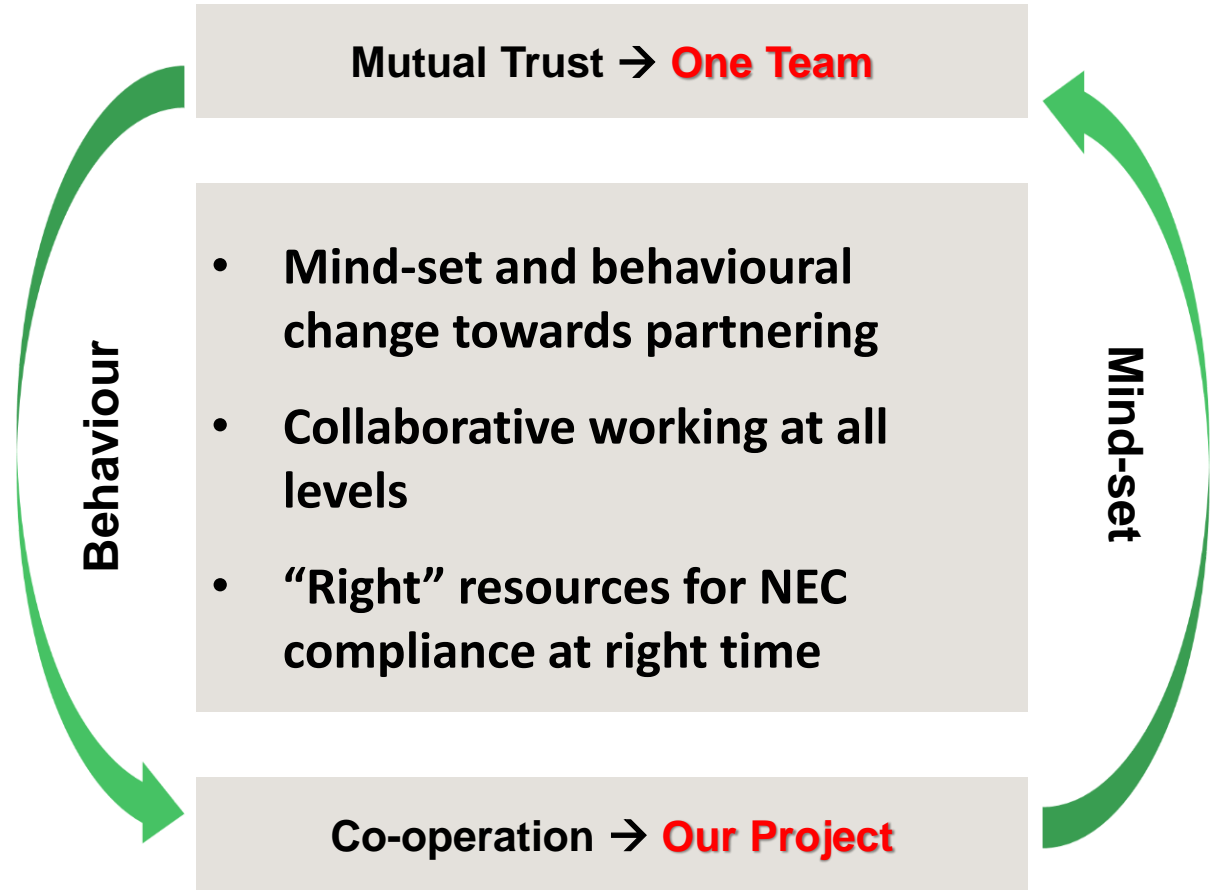 Mutual Trust → One Team
Behaviour
• Mind-set and behavioural
change towards partnering
• Collaborative working at all
levels
• “Right” resources for NEC
compliance at right time
Mind-set
Co-operation → Our Project